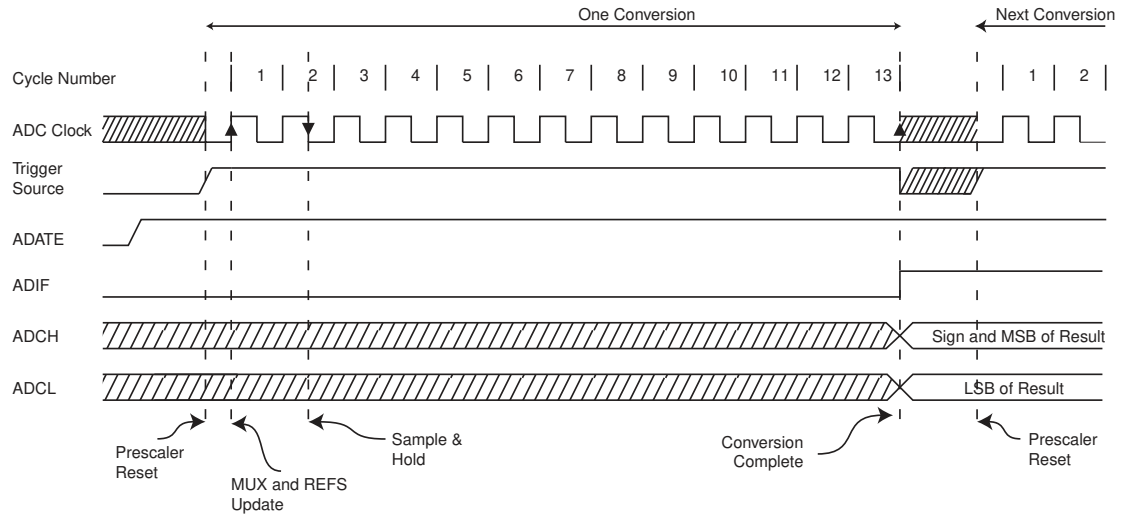 One Conversion
Next Conversion
Cycle Number
1 2 3 4 5 6 7 8 9 10 11 12 13 1 2
ADC Clock
Trigger
Source
ADATE
ADIF
ADCH
Sign and MSB of Result
ADCL
LSB of Result
Prescaler
Reset
MUX and REFS
Update
Sample &
Hold
Conversion
Complete
Prescaler
Reset